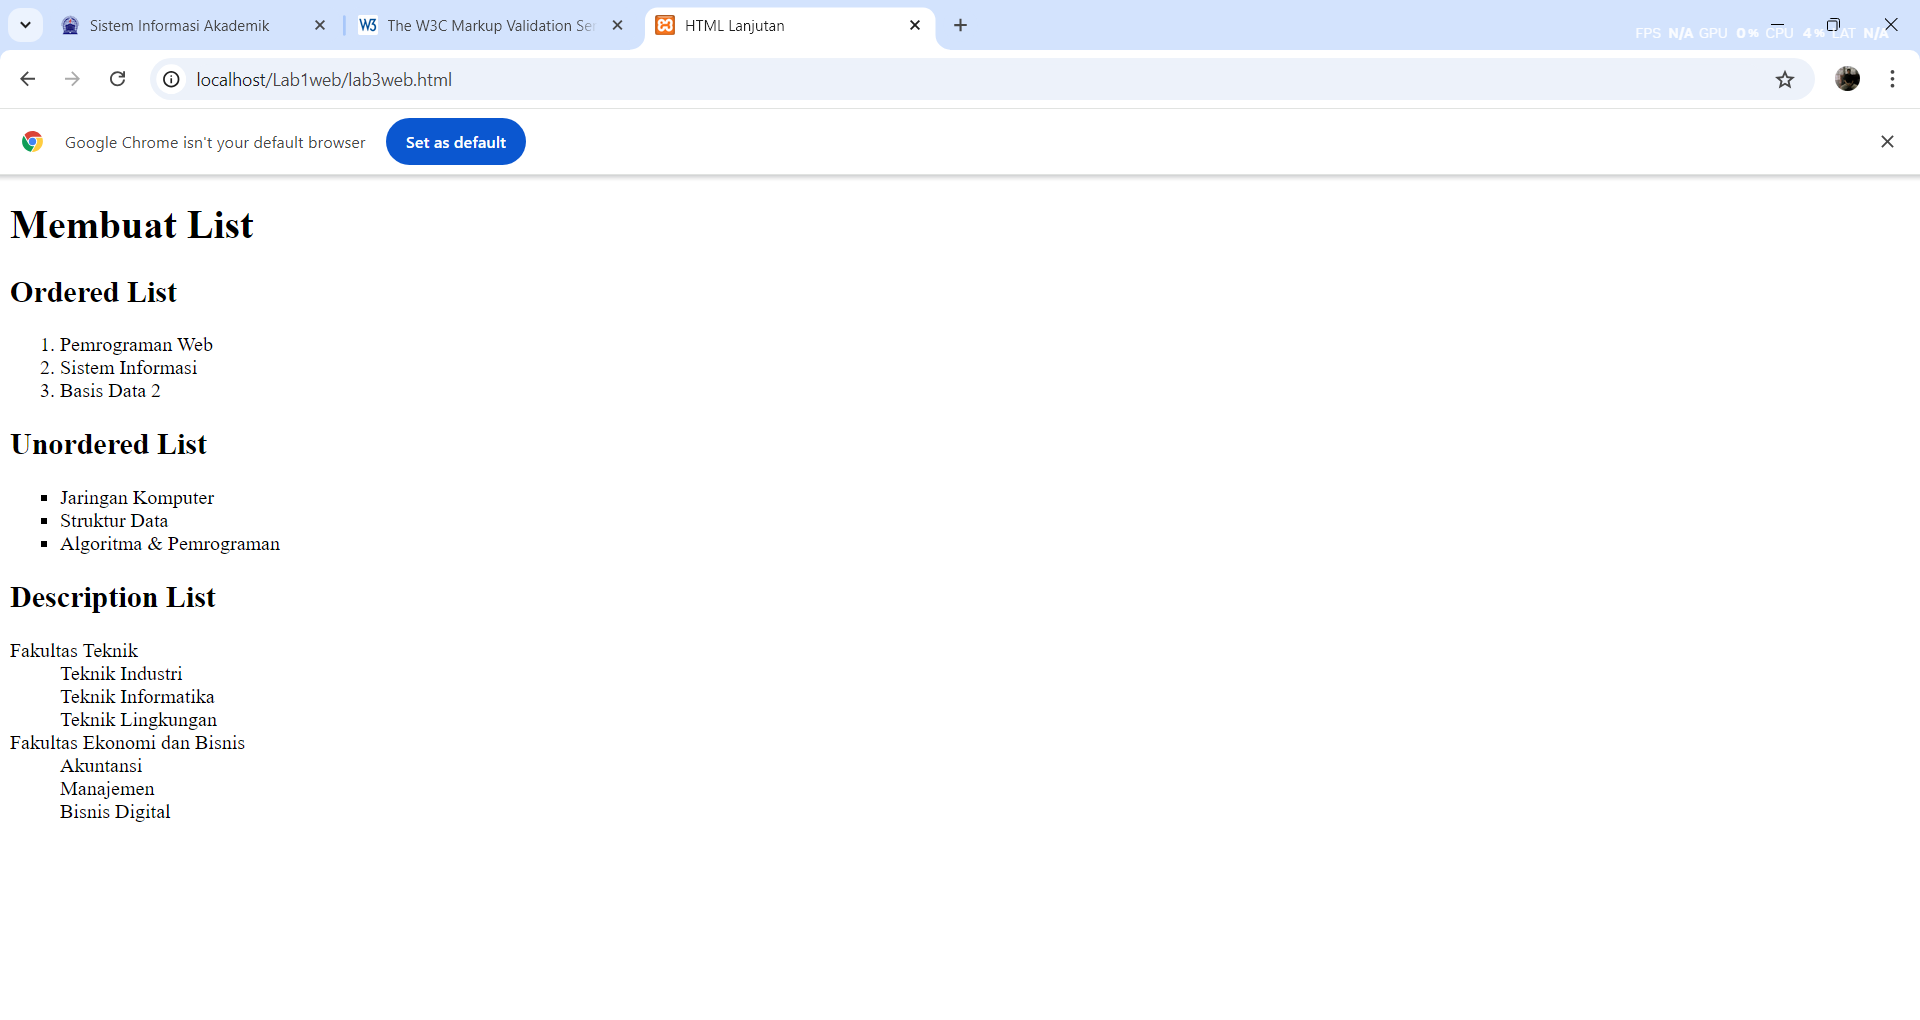 Sistem Informasi Akademik
W3 The W3C Markup Validation Ser
HTML Lanjutan
FPS N/A GPU 0% CPU 4% LAT N/A
localhost/Lab1web/lab3web.html
Google Chrome isn't your default browser
Set as default
Membuat List
Ordered List
1. Pemrograman Web
2. Sistem Informasi
3. Basis Data 2
Unordered List
▪ Jaringan Komputer
▪ Struktur Data
▪ Algoritma & Pemrograman
Description List
Fakultas Teknik
Teknik Industri
Teknik Informatika
Teknik Lingkungan
Fakultas Ekonomi dan Bisnis
Akuntansi
Manajemen
Bisnis Digital